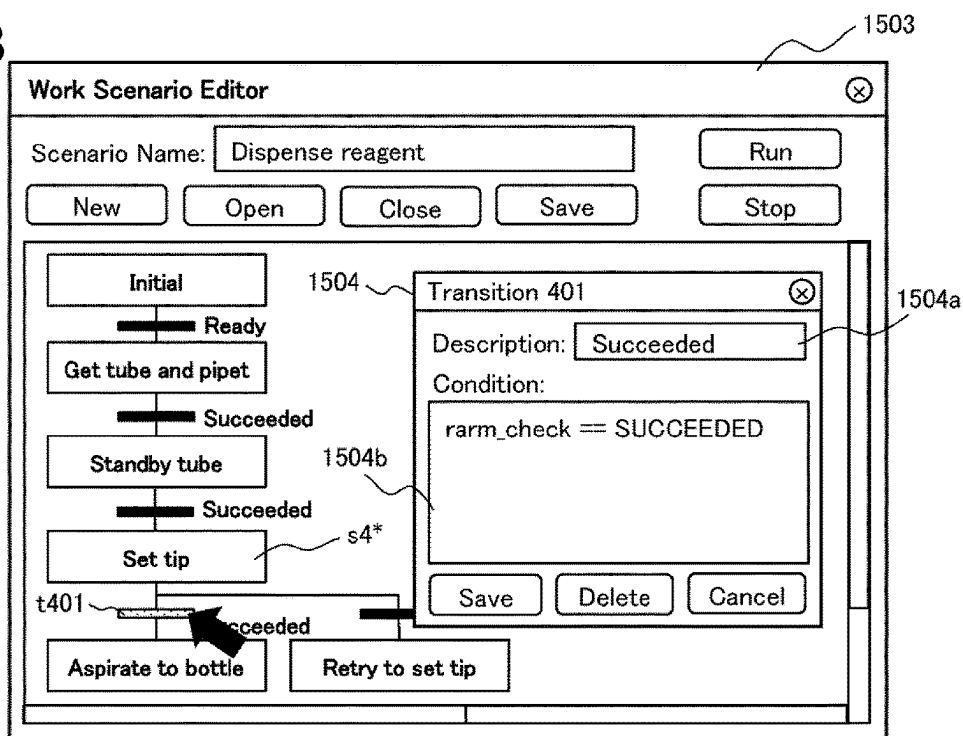 1503
Work Scenario Editor
Scenario Name: Dispense reagent Run
New Open Close Save Stop
Initial
1504
Transition 401
1504a
Ready
Description: Succeeded
Get tube and pipet
Condition:
Succeeded
rarm_check == SUCCEEDED
Standby tube
1504b
Succeeded
s4*
Set tip
t401
Save Delete Cancel
cceeded
Aspirate to bottle
Retry to set tip